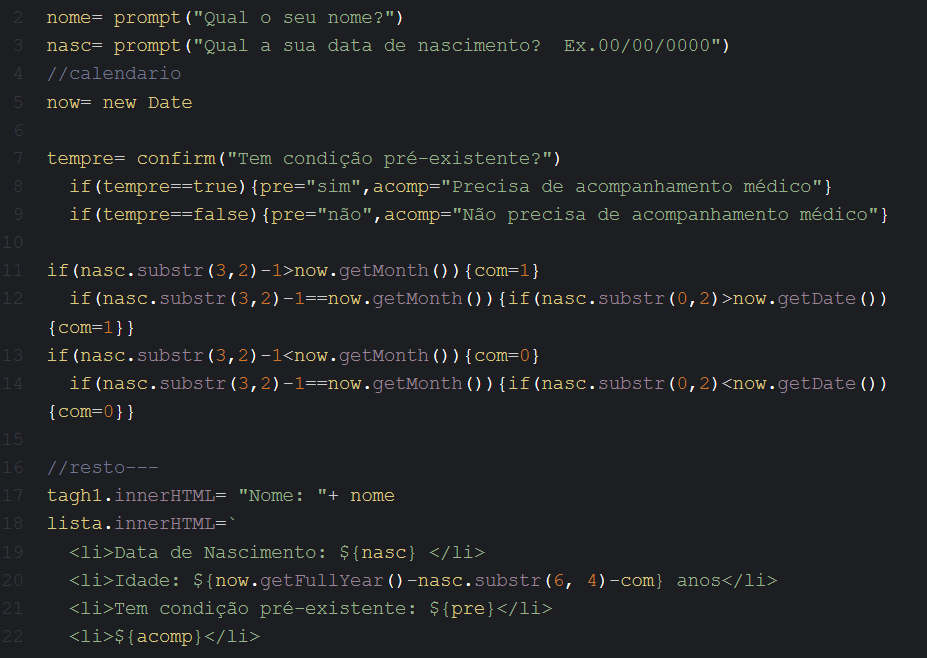 2 nome= prompt("Qual o seu nome?")
3 nasc= prompt("Qual a sua data de nascimento?  Ex.00/00/0000")
4 //calendario
5 now= new Date
6
7 tempre= confirm("Tem condição pré-existente?")
8   if(tempre==true){pre="sim",acomp="Precisa de acompanhamento médico"}
9   if(tempre==false){pre="não",acomp="Não precisa de acompanhamento médico"}
10
11 if(nasc.substr(3,2)-1>now.getMonth()){com=1}
12   if(nasc.substr(3,2)-1==now.getMonth()){if(nasc.substr(0,2)>now.getDate())
{com=1}}
13 if(nasc.substr(3,2)-1<now.getMonth()){com=0}
14   if(nasc.substr(3,2)-1==now.getMonth()){if(nasc.substr(0,2)<now.getDate())
{com=0}}
15
16 //resto---
17 tagh1.innerHTML= "Nome: "+ nome
18 lista.innerHTML=`
19   <li>Data de Nascimento: ${nasc} </li>
20   <li>Idade: ${now.getFullYear()-nasc.substr(6, 4)-com} anos</li>
21   <li>Tem condição pré-existente: ${pre}</li>
22   <li>${acomp}</li>